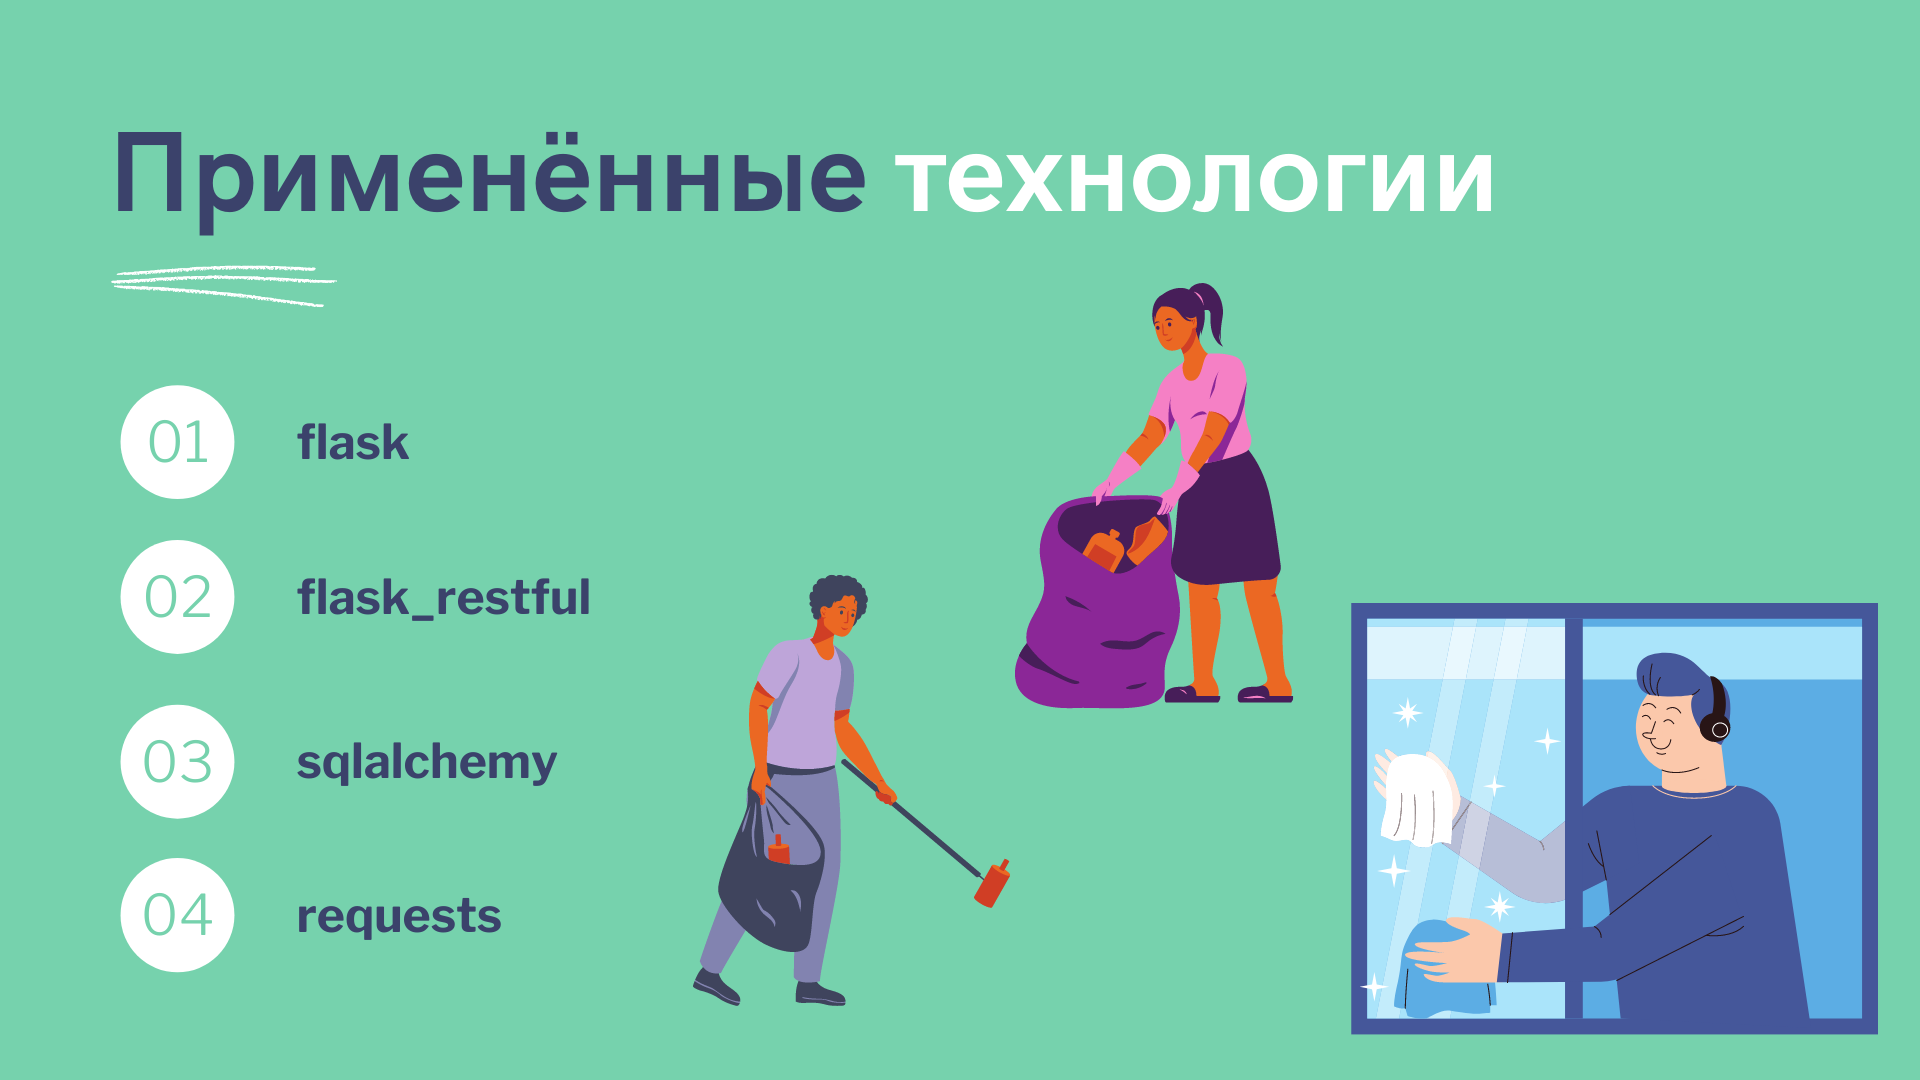 Применённые технологии
01 flask
02 flask_restful
03 sqlalchemy
04 requests